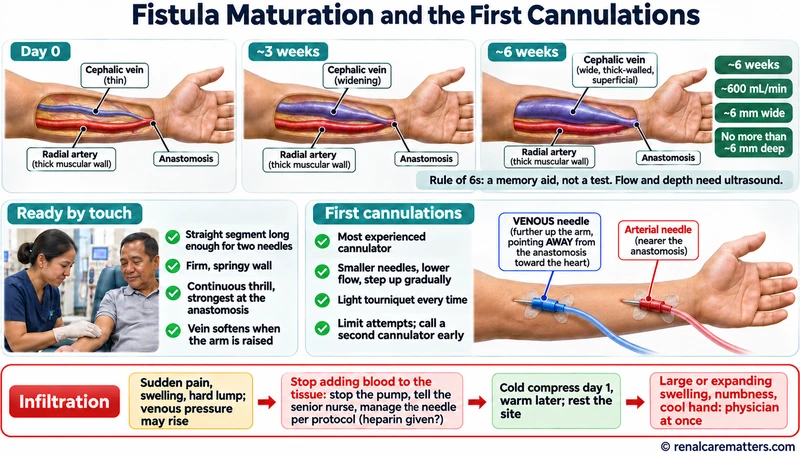 Fistula Maturation and the First Cannulations
Day 0
Cephalic vein
(thin)
Radial artery
(thick muscular wall)
Anastomosis
~3 weeks
Cephalic vein
(widening)
Radial artery
(thick muscular wall)
Anastomosis
~6 weeks
Cephalic vein
(wide, thick-walled,
superficial)
Radial artery
(thick muscular wall)
Anastomosis
~6 weeks
~600 mL/min
~6 mm wide
No more than
~6 mm deep
Rule of 6s: a memory aid, not a test. Flow and depth need ultrasound.
Ready by touch
Straight segment long
enough for two needles
Firm, springy wall
Continuous thrill,
strongest at the
anastomosis
Vein softens when
the arm is raised
First cannulations
Most experienced
cannulator
Smaller needles, lower
flow, step up gradually
Light tourniquet every time
Limit attempts; call a
second cannulator early
VENOUS needle
(further up the arm,
pointing AWAY from
the anastomosis
toward the heart)
Arterial needle
(nearer the
anastomosis)
Infiltration
Sudden pain,
swelling, hard lump;
venous pressure
may rise
Stop adding blood to the
tissue: stop the pump, tell the
senior nurse, manage the needle
per protocol (heparin given?)
Cold compress day 1,
warm later; rest the
site
Large or expanding
swelling, numbness,
cool hand: physician
at once
© renalcarematters.com